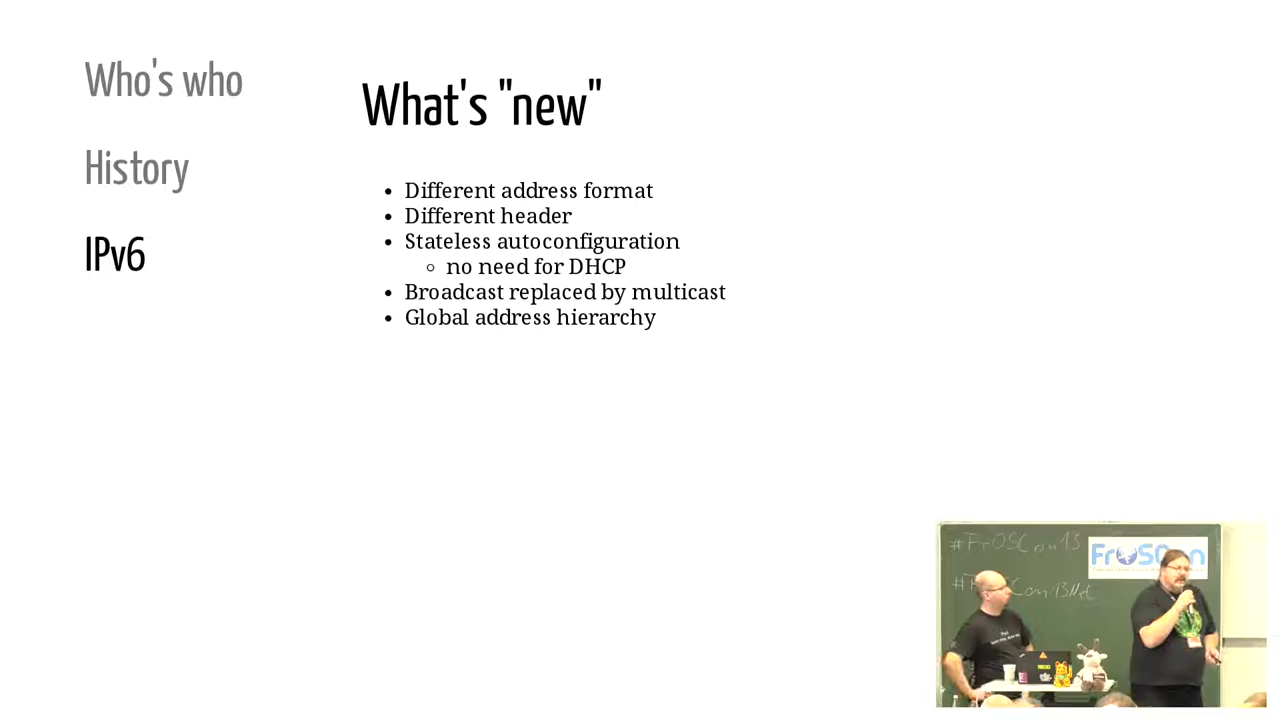 Who's who
History
IPv6
What's "new"
Different address format
Different header
Stateless autoconfiguration
no need for DHCP
Broadcast replaced by multicast
Global address hierarchy
#FrOSCon13
FrOSCon